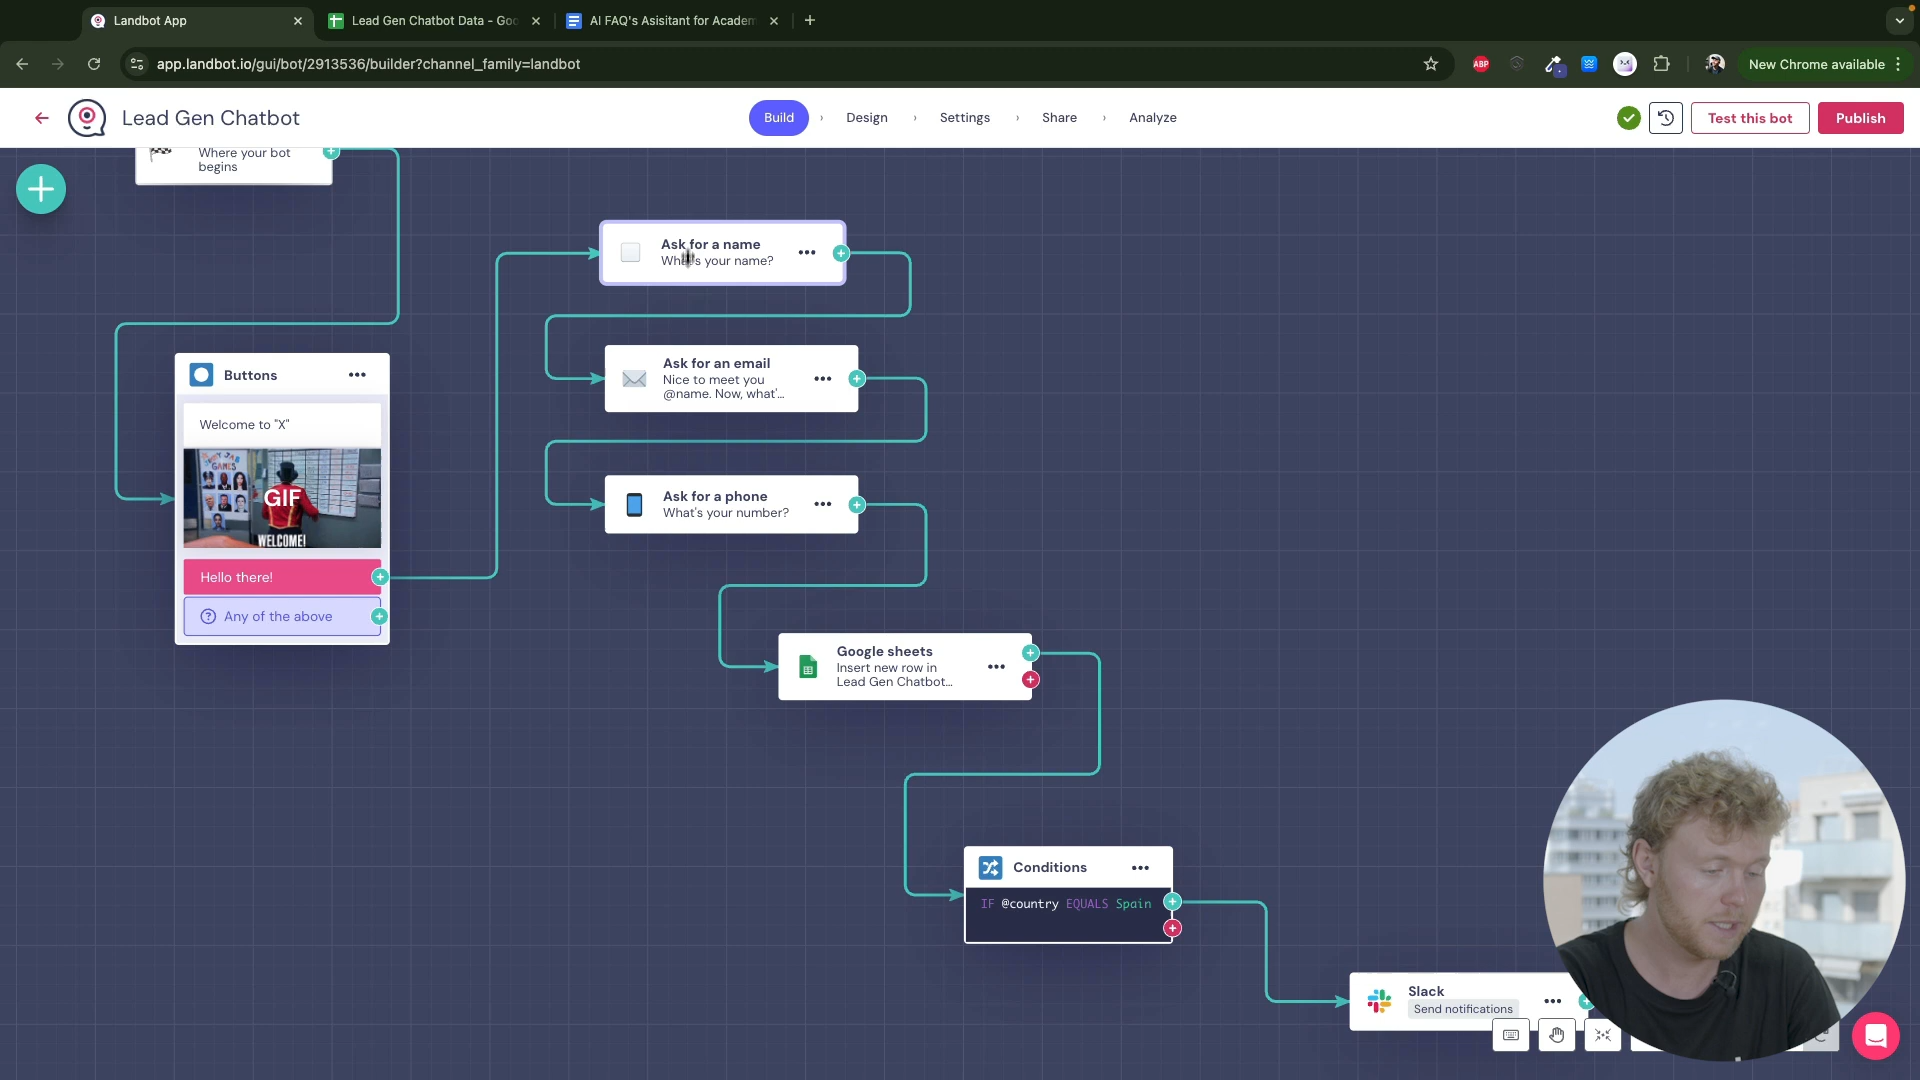 Landbot App
Lead Gen Chatbot Data - Goo
AI FAQ's Asisitant for Academ
app.landbot.io/gui/bot/2913536/builder?channel_family=landbot
ABP
New Chrome available
Lead Gen Chatbot
Build
Design
Settings
Share
Analyze
Test this bot
Publish
Where your bot
begins
Ask for a name
What's your name?
Ask for an email
Nice to meet you
@name. Now, what'...
Buttons
Welcome to "X"
GIF
WELCOME!
Hello there!
Any of the above
Ask for a phone
What's your number?
Google sheets
Insert new row in
Lead Gen Chatbot...
Conditions
IF @country EQUALS Spain
Slack
Send notifications